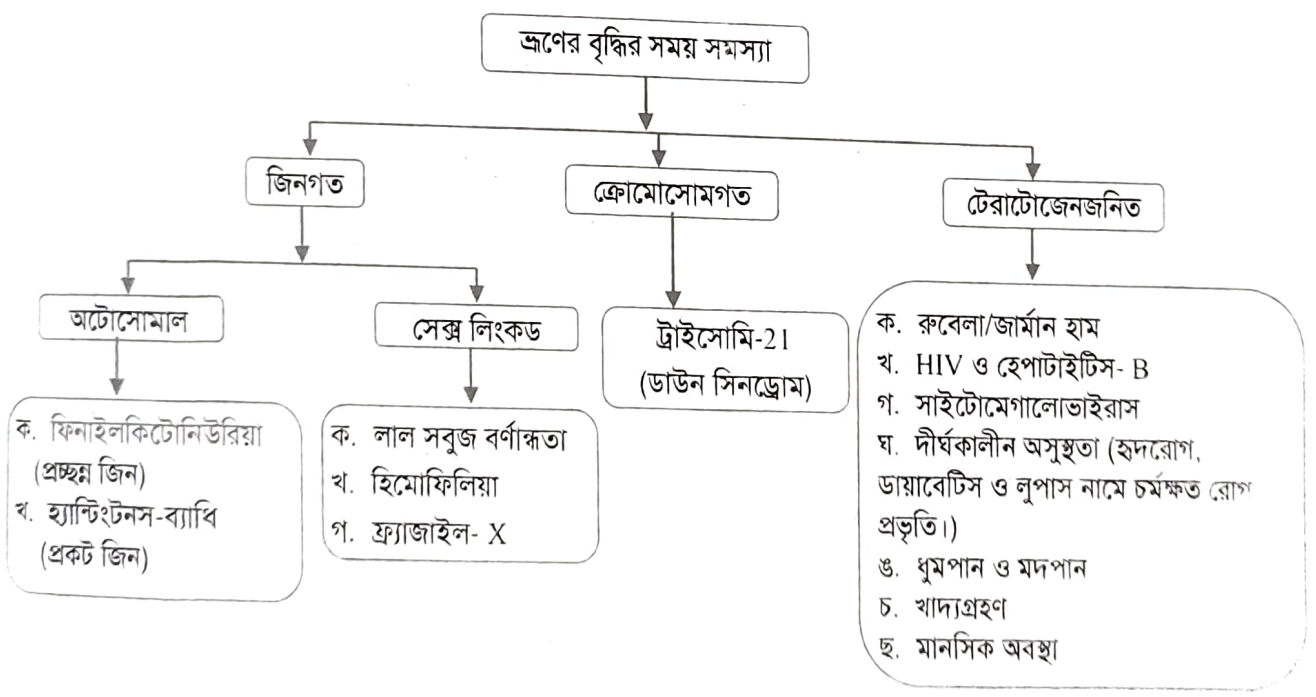 ভ্রূণের বৃদ্ধির সময় সমস্যা
জিনগত
ক্রোমোসোমগত
টেরাটোজেনজনিত
অটোসোমাল
সেক্স লিংকড
ট্রাইসোমি-21
(ডাউন সিনড্রোম)
ক. ফিনাইলকিটোনিউরিয়া
(প্রচ্ছন্ন জিন)
খ. হ্যান্টিংটনস-ব্যাধি
(প্রকট জিন)
ক. লাল সবুজ বর্ণান্ধতা
খ. হিমোফিলিয়া
গ. ফ্র্যাজাইল- X
ক. রুবেলা/জার্মান হাম
খ. HIV ও হেপাটাইটিস- B
গ. সাইটোমেগালোভাইরাস
ঘ. দীর্ঘকালীন অসুস্থতা (হৃদরোগ,
ডায়াবেটিস ও লুপাস নামে চর্মক্ষত রোগ
প্রভৃতি।)
ঙ. ধুমপান ও মদপান
চ. খাদ্যগ্রহণ
ছ. মানসিক অবস্থা